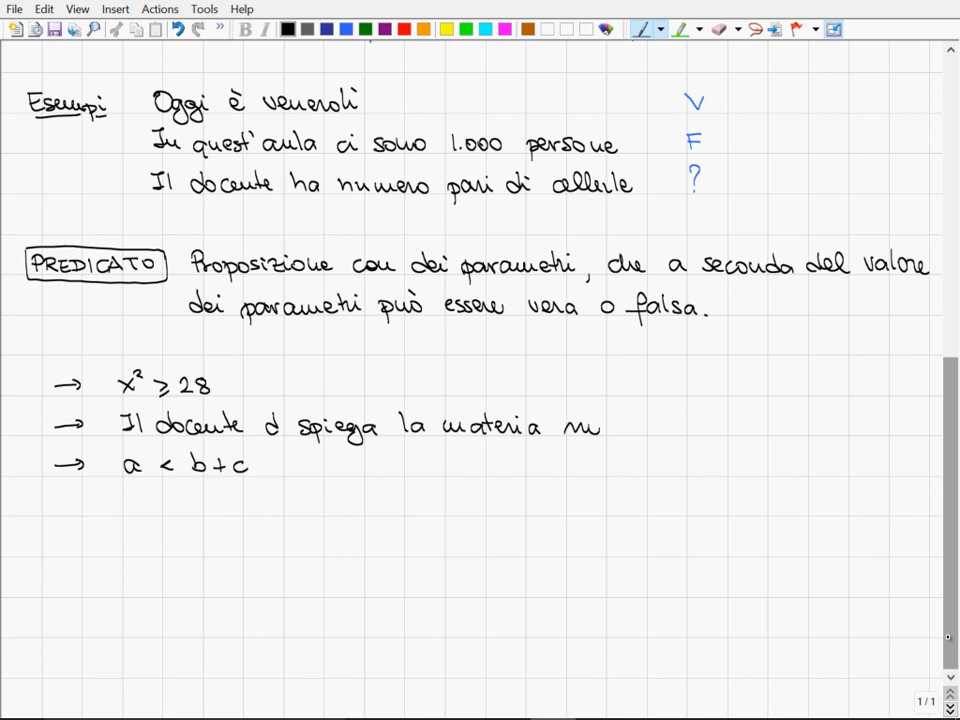 File Edit View Insert Actions Tools Help
Esempi Oggi è venerdì V
In quest'aula ci sono 1.000 persone F
Il docente ha numero pari di cellule ?
PREDICATO Proposizione con dei parametri, che a seconda del valore
dei parametri può essere vera o falsa.
→ x² ≥ 28
→ Il docente d spiega la materia m
→ a < b+c
1 / 1